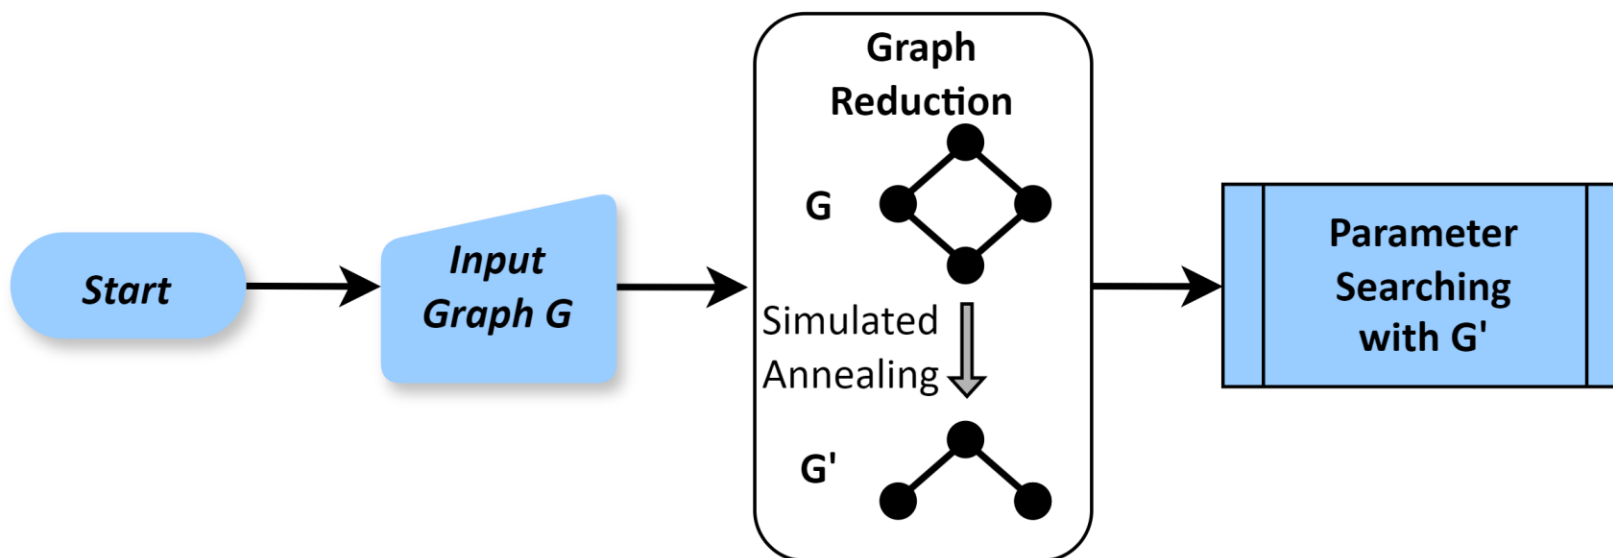 Start
Input
Graph G
Graph
Reduction
G
Simulated
Annealing
G'
Parameter
Searching
with G'